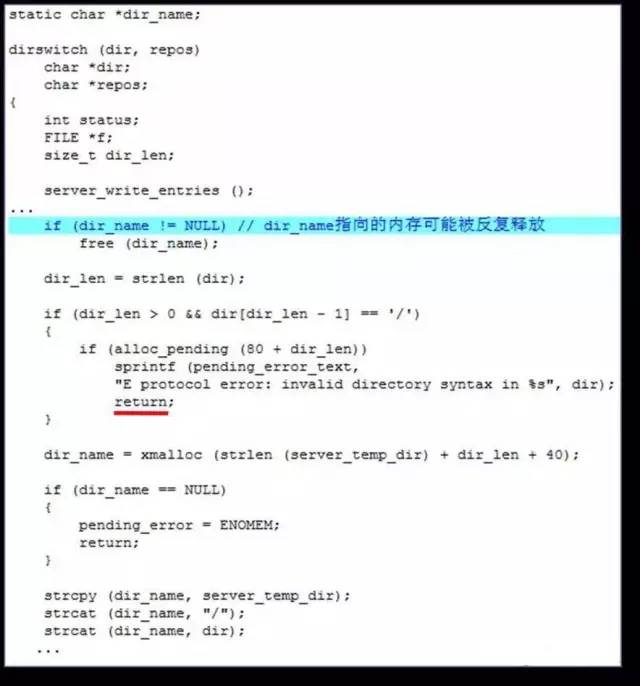 static char *dir_name;
dirswitch (dir, repos)
char *dir;
char *repos;
{
int status;
FILE *f;
size_t dir_len;
server_write_entries ();
...
if (dir_name != NULL) // dir_name指向的内存可能被反复释放
free (dir_name);
dir_len = strlen (dir);
if (dir_len > 0 && dir[dir_len - 1] == '/')
{
if (alloc_pending (80 + dir_len))
sprintf (pending_error_text,
"E protocol error: invalid directory syntax in %s", dir);
return;
}
dir_name = xmalloc (strlen (server_temp_dir) + dir_len + 40);
if (dir_name == NULL)
{
pending_error = ENOMEM;
return;
}
strcpy (dir_name, server_temp_dir);
strcat (dir_name, "/");
strcat (dir_name, dir);
...